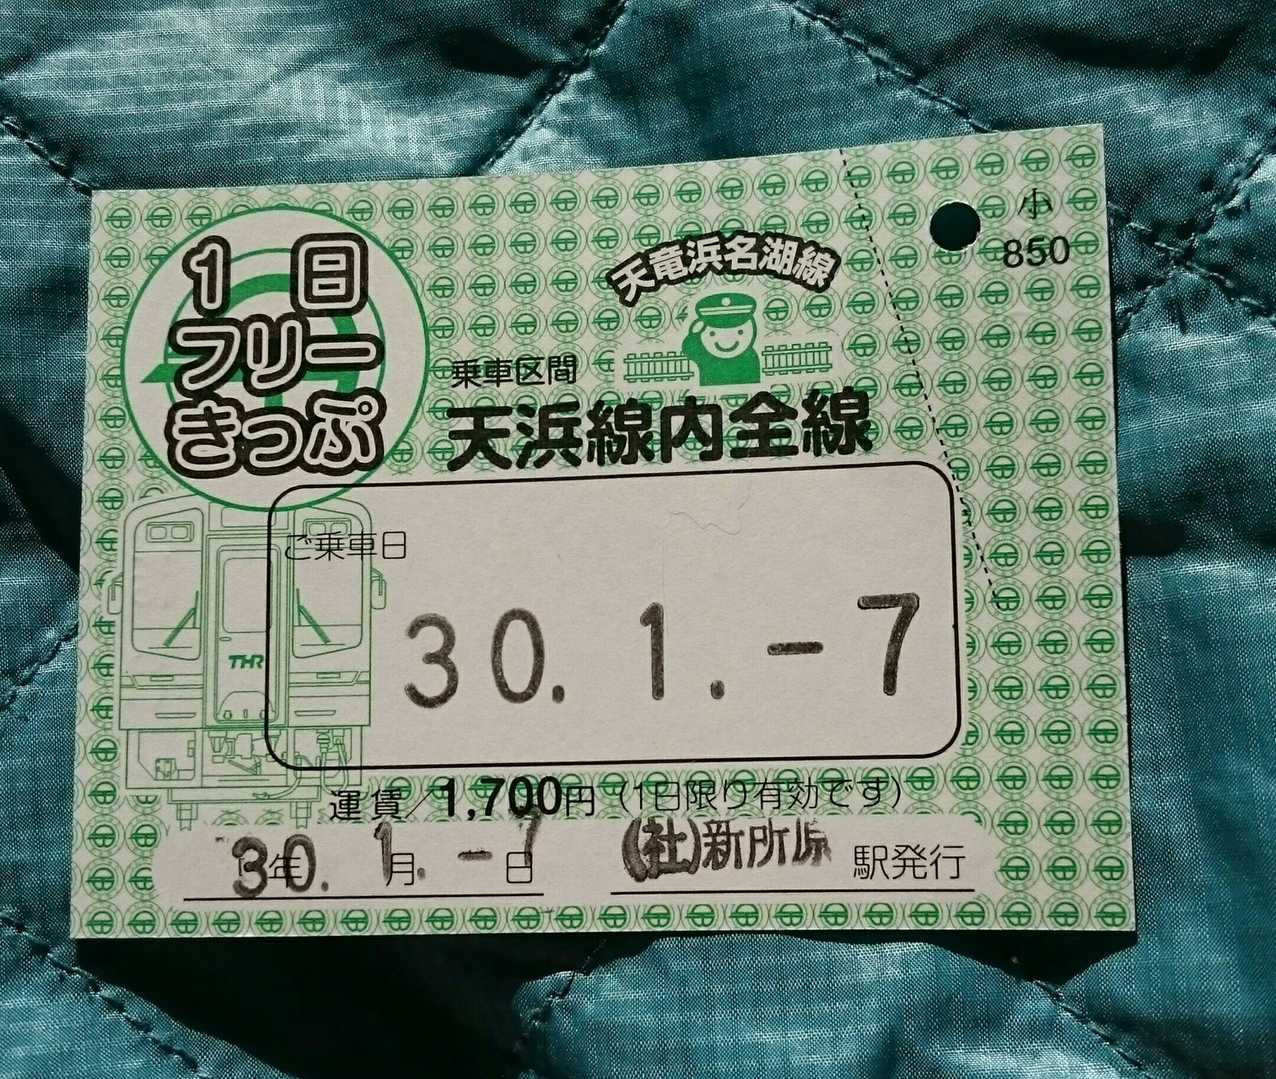 1日
フリー
きっぷ
天竜浜名湖線
小
850
乗車区間
天浜線内全線
ご乗車日
30. 1. -7
THR
運賃/1,700円（1日限り有効です）
30年 1月. -7日
(社)新所原 駅発行